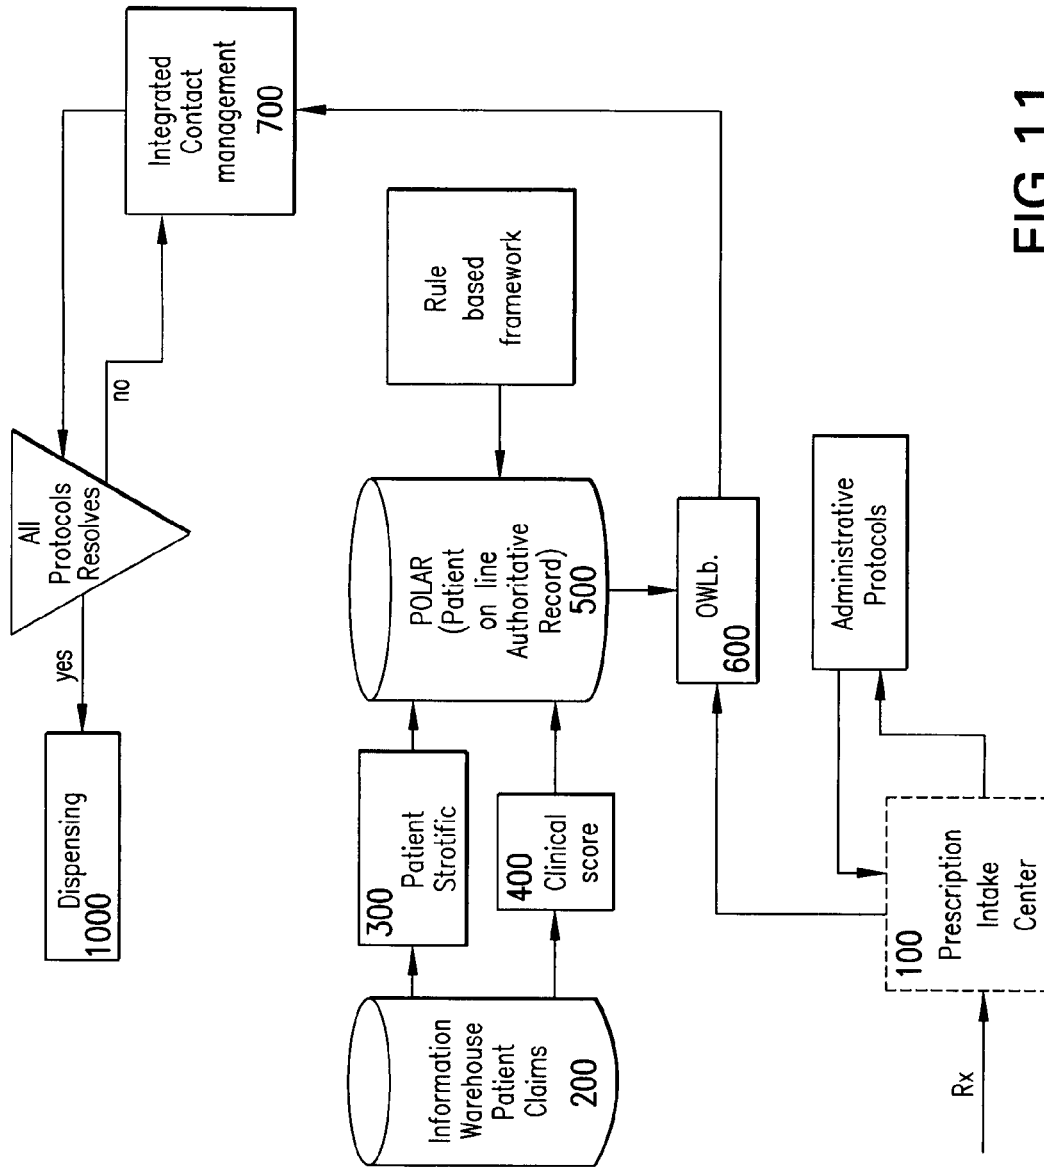 Rx
100
Prescription
Intake
Center
Administrative
Protocols
Information
Warehouse
Patient
Claims
200
300
Patient
Strotific
400
Clinical
score
POLAR
(Patient
on line
Authoritative
Record)
500
OWLb.
600
Rule
based
framework
Dispensing
1000
yes
All
Protocols
Resolves
no
Integrated
Contact
management
700
FIG 11